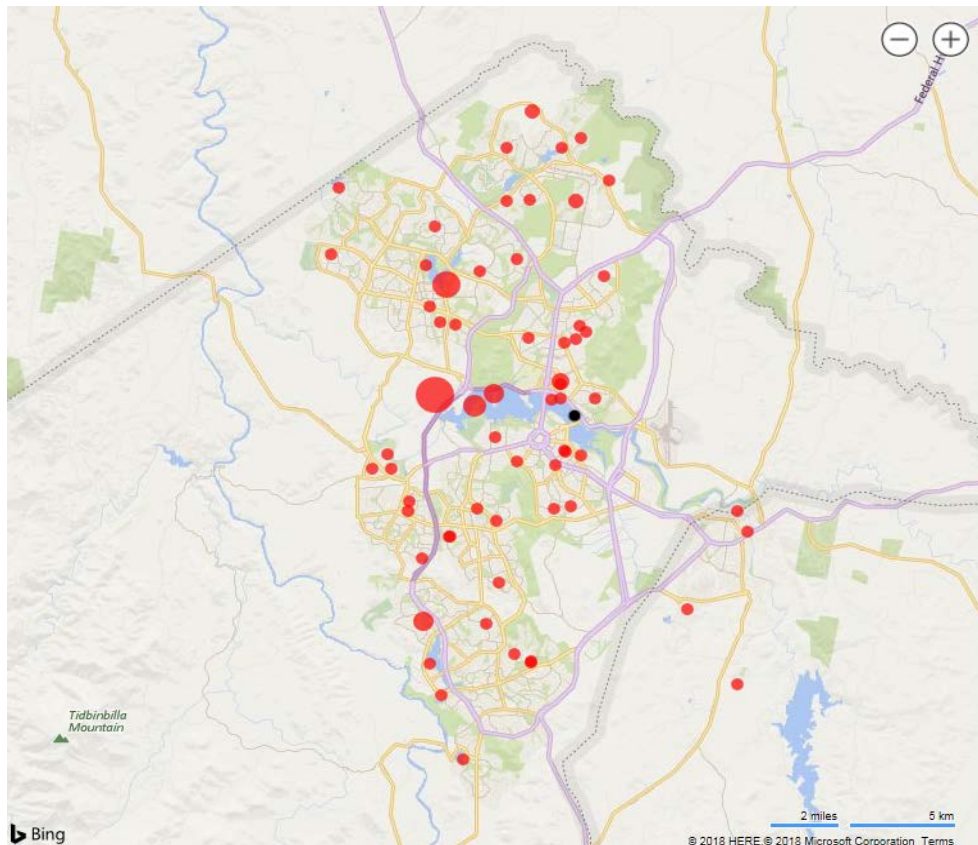 Federal H
Tidbinbilla
Mountain
Bing
2 miles
5 km
© 2018 HERE © 2018 Microsoft Corporation Terms